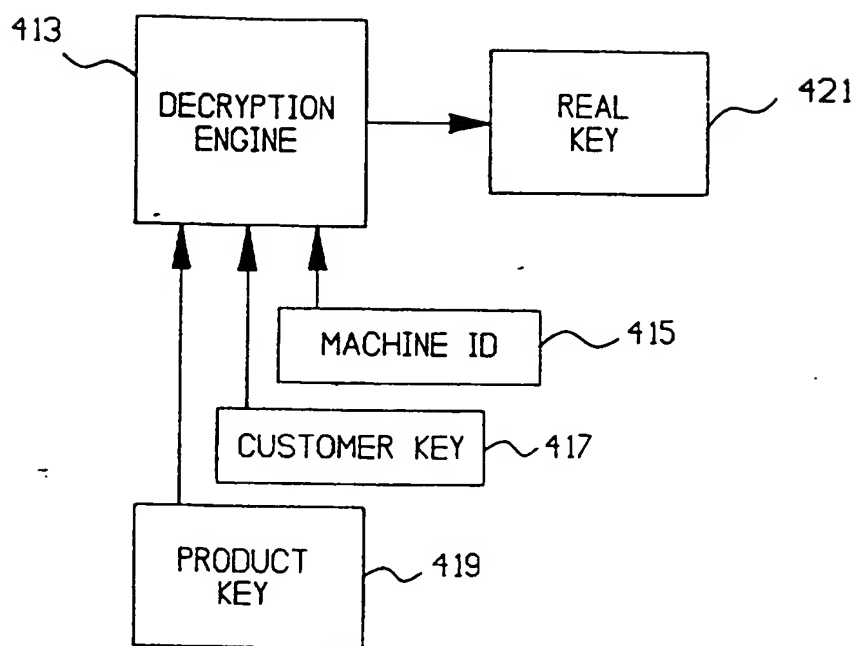 413
DECRYPTION
ENGINE
REAL
KEY
421
MACHINE ID
415
CUSTOMER KEY
417
PRODUCT
KEY
419